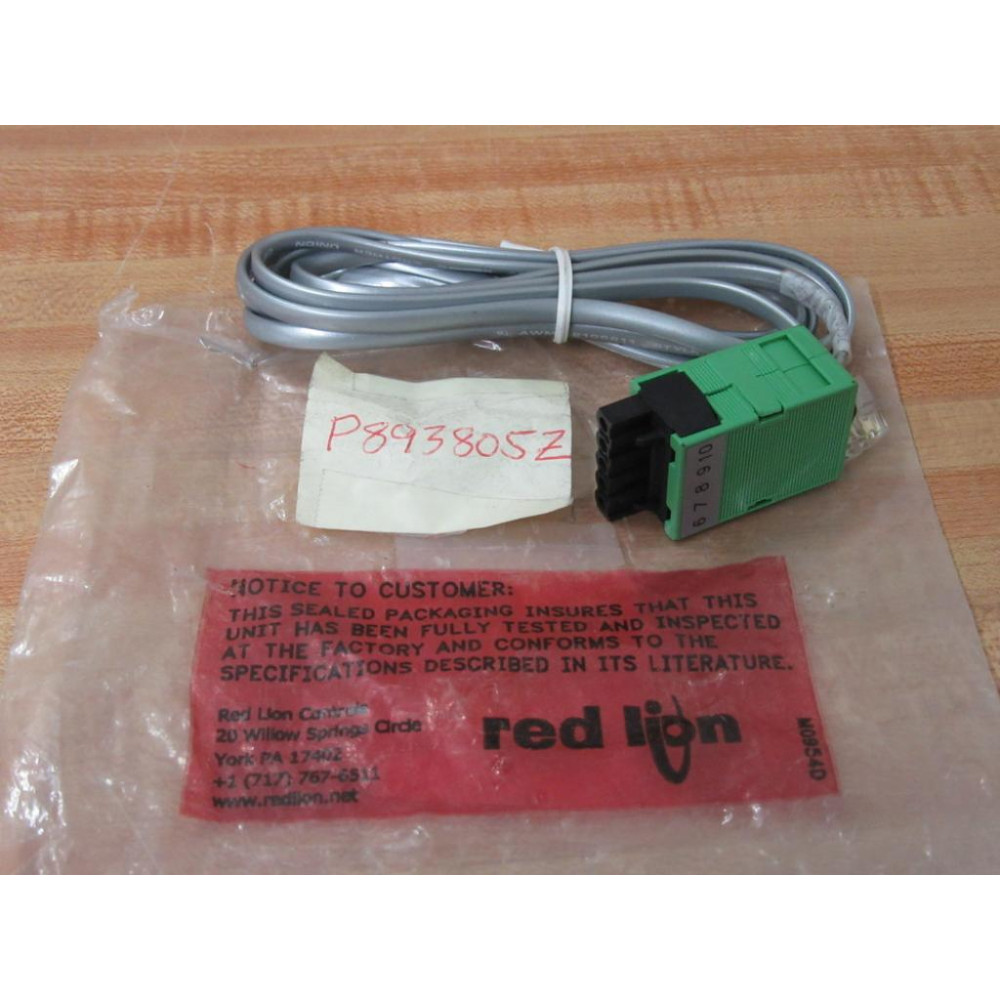 UNION
P893805Z
6 7 8 9 10
NOTICE TO CUSTOMER:
THIS SEALED PACKAGING INSURES THAT THIS
UNIT HAS BEEN FULLY TESTED AND INSPECTED
AT THE FACTORY AND CONFORMS TO THE
SPECIFICATIONS DESCRIBED IN ITS LITERATURE.
Red Lion Controls
20 Willow Springs Circle
York PA 17402
+1 (717) 767-6511
www.redlion.net
red lion
W0854D